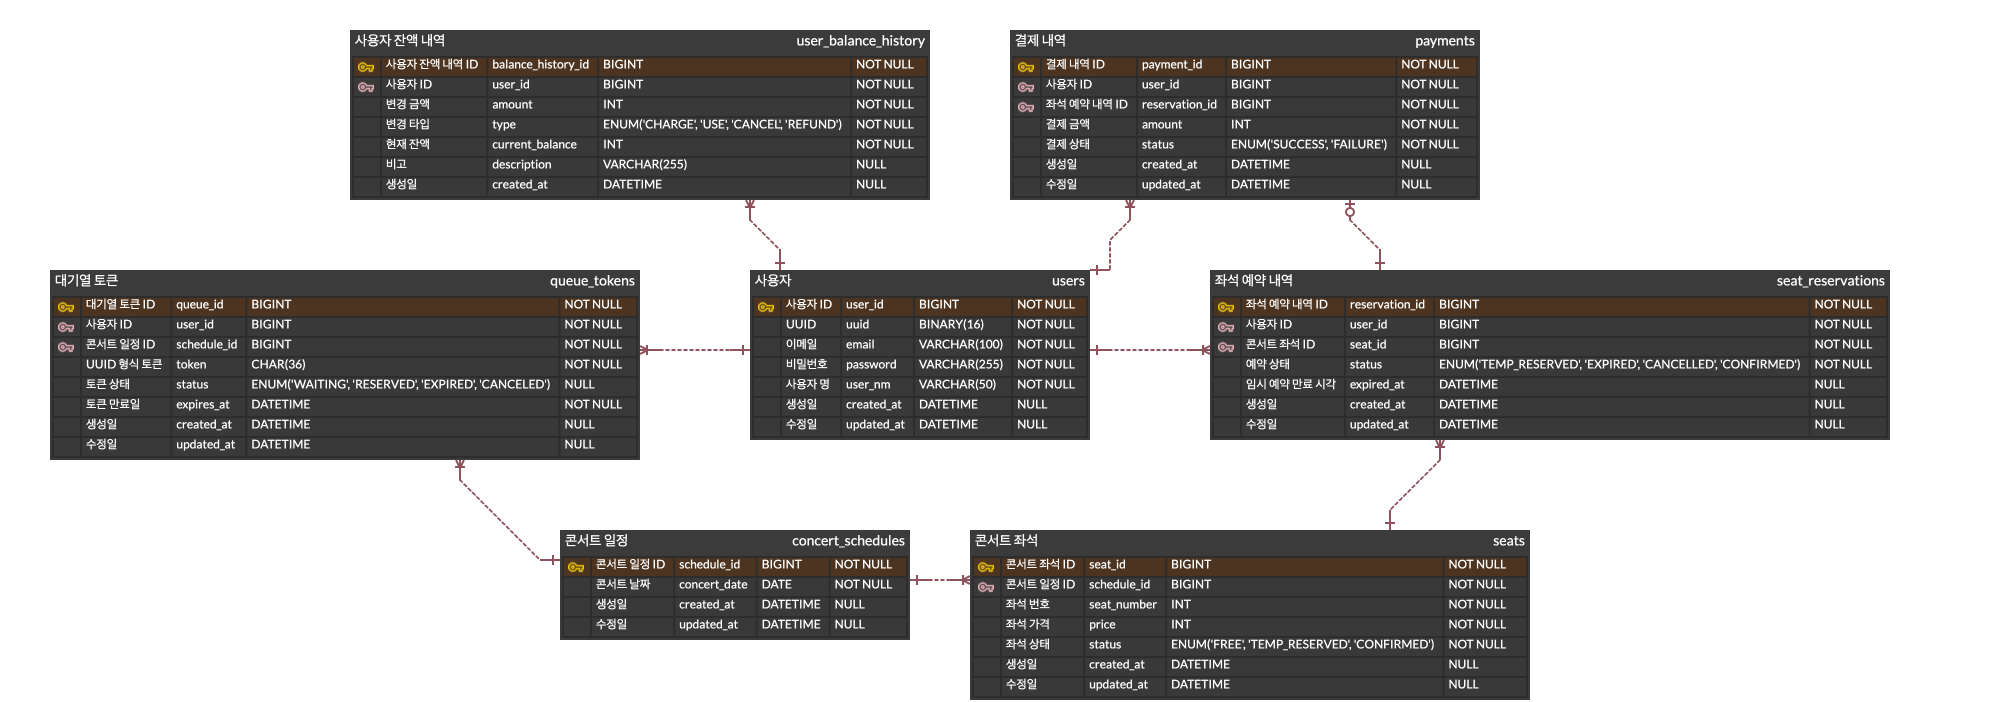 사용자 잔액 내역 user_balance_history
사용자 잔액 내역 ID balance_history_id BIGINT NOT NULL
사용자 ID user_id BIGINT NOT NULL
변경 금액 amount INT NOT NULL
변경 타입 type ENUM('CHARGE', 'USE', 'CANCEL', 'REFUND') NOT NULL
현재 잔액 current_balance INT NOT NULL
비고 description VARCHAR(255) NULL
생성일 created_at DATETIME NULL
결제 내역 payments
결제 내역 ID payment_id BIGINT NOT NULL
사용자 ID user_id BIGINT NOT NULL
좌석 예약 내역 ID reservation_id BIGINT NOT NULL
결제 금액 amount INT NOT NULL
결제 상태 status ENUM('SUCCESS', 'FAILURE') NOT NULL
생성일 created_at DATETIME NULL
수정일 updated_at DATETIME NULL
대기열 토큰 queue_tokens
대기열 토큰 ID queue_id BIGINT NOT NULL
사용자 ID user_id BIGINT NOT NULL
콘서트 일정 ID schedule_id BIGINT NOT NULL
UUID 형식 토큰 token CHAR(36) NOT NULL
토큰 상태 status ENUM('WAITING', 'RESERVED', 'EXPIRED', 'CANCELED') NULL
토큰 만료일 expires_at DATETIME NOT NULL
생성일 created_at DATETIME NULL
수정일 updated_at DATETIME NULL
사용자 users
사용자 ID user_id BIGINT NOT NULL
UUID uuid BINARY(16) NOT NULL
이메일 email VARCHAR(100) NOT NULL
비밀번호 password VARCHAR(255) NOT NULL
사용자 명 user_nm VARCHAR(50) NOT NULL
생성일 created_at DATETIME NULL
수정일 updated_at DATETIME NULL
좌석 예약 내역 seat_reservations
좌석 예약 내역 ID reservation_id BIGINT NOT NULL
사용자 ID user_id BIGINT NOT NULL
콘서트 좌석 ID seat_id BIGINT NOT NULL
예약 상태 status ENUM('TEMP_RESERVED', 'EXPIRED', 'CANCELLED', 'CONFIRMED') NOT NULL
임시 예약 만료 시각 expired_at DATETIME NULL
생성일 created_at DATETIME NULL
수정일 updated_at DATETIME NULL
콘서트 일정 concert_schedules
콘서트 일정 ID schedule_id BIGINT NOT NULL
콘서트 날짜 concert_date DATE NOT NULL
생성일 created_at DATETIME NULL
수정일 updated_at DATETIME NULL
콘서트 좌석 seats
콘서트 좌석 ID seat_id BIGINT NOT NULL
콘서트 일정 ID schedule_id BIGINT NOT NULL
좌석 번호 seat_number INT NOT NULL
좌석 가격 price INT NOT NULL
좌석 상태 status ENUM('FREE', 'TEMP_RESERVED', 'CONFIRMED') NOT NULL
생성일 created_at DATETIME NULL
수정일 updated_at DATETIME NULL